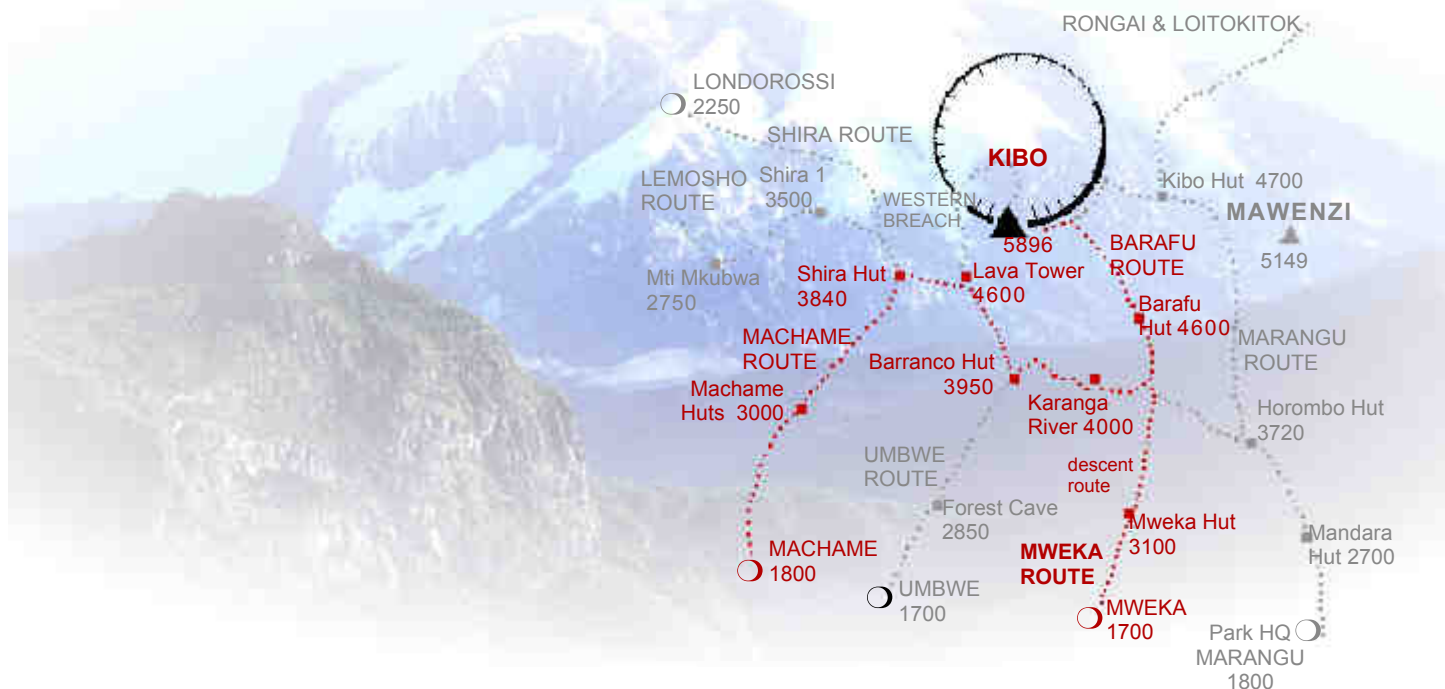 RONGAI & LOITOKITOK
LONDOROSSI
2250
SHIRA ROUTE
KIBO
LEMOSHO
ROUTE
Shira 1
3500
WESTERN
BREACH
Kibo Hut 4700
MAWENZI
5149
5896
BARAFU
ROUTE
Mti Mkubwa
2750
Shira Hut
3840
Lava Tower
4600
Barafu
Hut 4600
MACHAME
ROUTE
MARANGU
ROUTE
Barranco Hut
3950
Machame
Huts 3000
Karanga
River 4000
Horombo Hut
3720
UMBWE
ROUTE
descent
route
Forest Cave
2850
Mweka Hut
3100
Mandara
Hut 2700
MACHAME
1800
MWEKA
ROUTE
UMBWE
1700
MWEKA
1700
Park HQ
MARANGU
1800